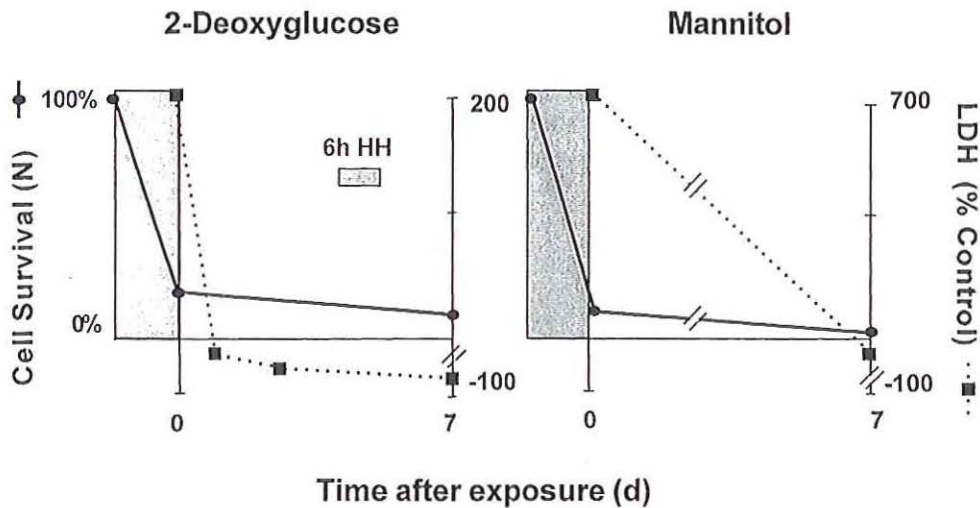 2-Deoxyglucose
Mannitol
Cell Survival (N)
100%
0%
6h HH
200
-100
0
7
700
-100
0
7
LDH (% Control)
Time after exposure (d)